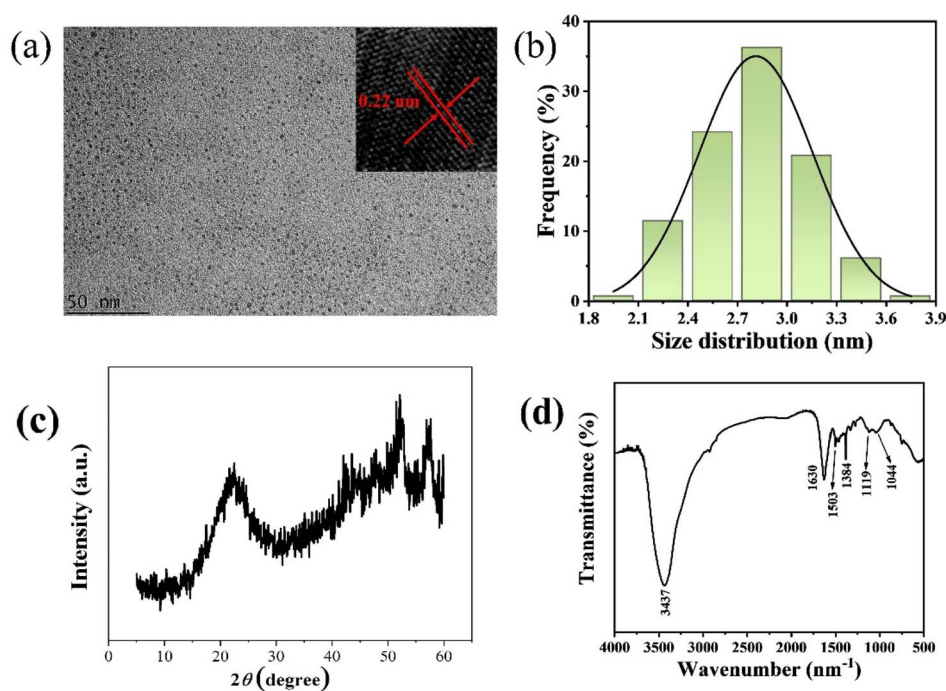 (a)
0.22 nm
50 nm
(b)
Frequency (%)
40
30
20
10
0
1.8 2.1 2.4 2.7 3.0 3.3 3.6 3.9
Size distribution (nm)
(c)
Intensity (a.u.)
0 10 20 30 40 50 60
2θ (degree)
(d)
Transmittance (%)
3437
1630
1503
1384
1119
1044
4000 3500 3000 2500 2000 1500 1000 500
Wavenumber (nm⁻¹)